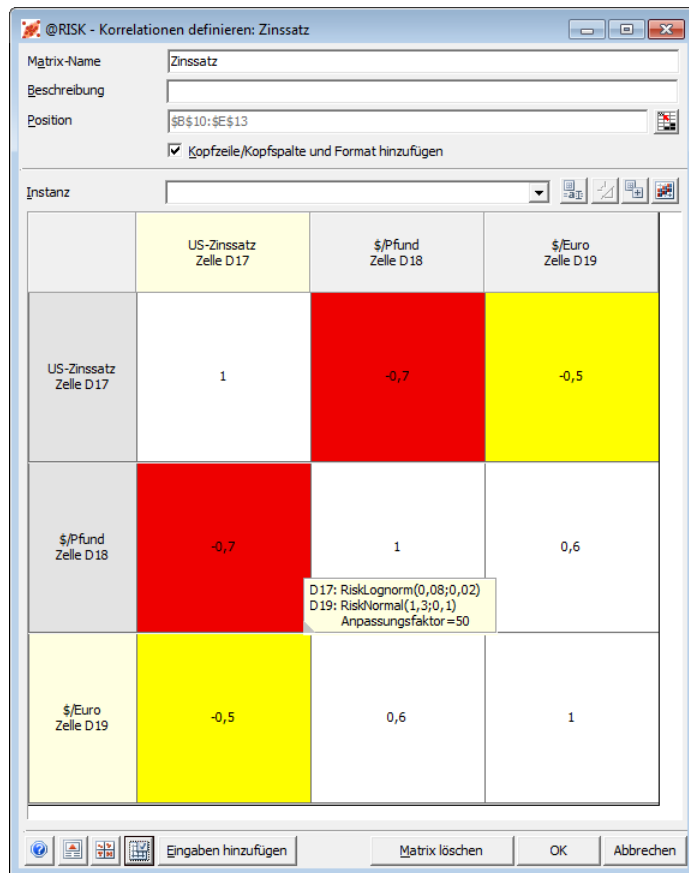 @RISK - Korrelationen definieren: Zinssatz
Matrix-Name Zinssatz
Beschreibung
Position $B$10:$E$13
Kopfzeile/Kopfspalte und Format hinzufügen
Instanz
US-Zinssatz $/Pfund $/Euro
Zelle D17 Zelle D18 Zelle D19
US-Zinssatz
Zelle D17
1 -0,7 -0,5
$/Pfund
Zelle D18
-0,7 1 0,6
D17: RiskLognorm(0,08;0,02)
D19: RiskNormal(1,3;0,1)
Anpassungsfaktor=50
$/Euro
Zelle D19
-0,5 0,6 1
Eingaben hinzufügen Matrix löschen OK Abbrechen